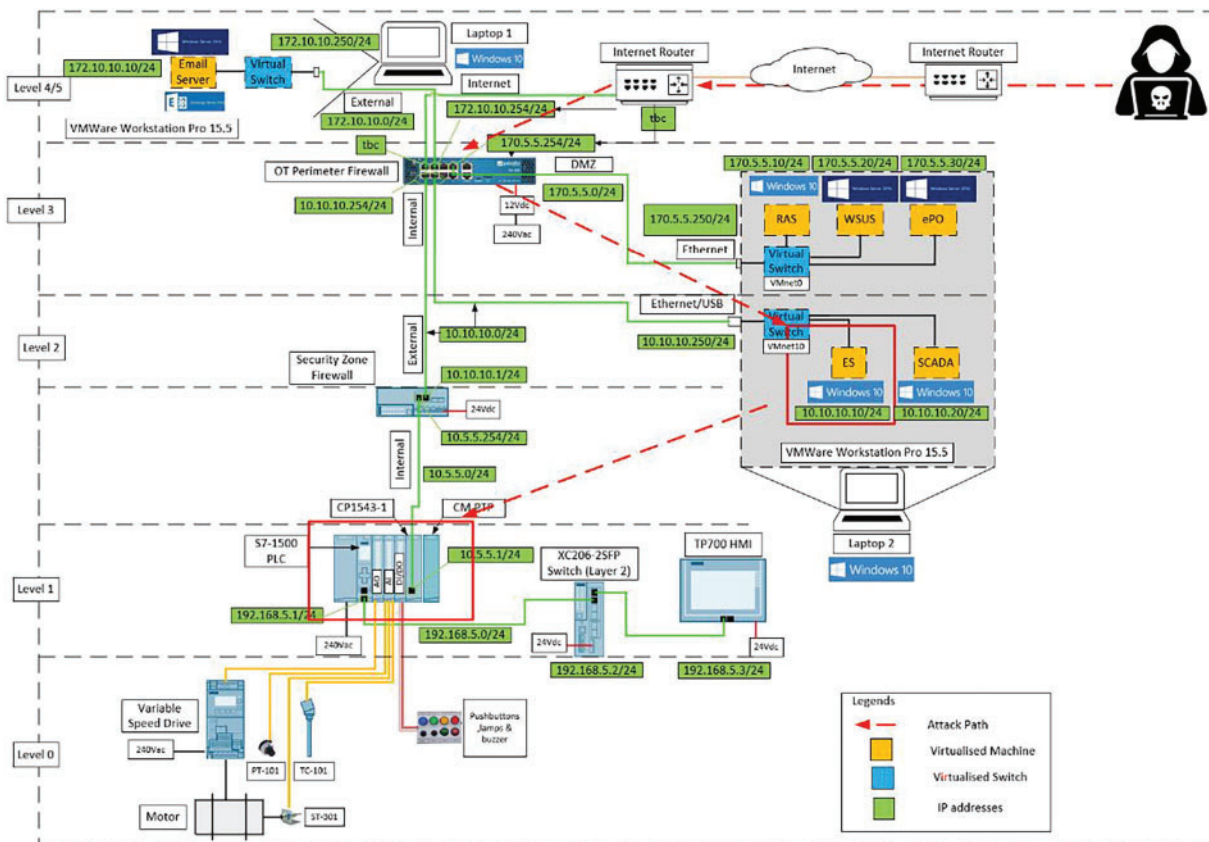 Level 4/5
172.10.10.10/24
Email
Server
Virtual
Switch
VMWare Workstation Pro 15.5
172.10.10.250/24
Laptop 1
Windows 10
Internet
External
172.10.10.0/24
172.10.10.254/24
Internet Router
Internet
Internet Router
tbc
Level 3
tbc
170.5.5.254/24
OT Perimeter Firewall
DMZ
10.10.10.254/24
170.5.5.0/24
12Vdc
240Vac
Internal
170.5.5.10/24
170.5.5.20/24
170.5.5.30/24
Windows 10
170.5.5.250/24
RAS
WSUS
ePO
Ethernet
Virtual
Switch
VMnet0
Level 2
Ethernet/USB
Virtual
Switch
VMnet10
10.10.10.0/24
10.10.10.250/24
External
Security Zone
Firewall
10.10.10.1/24
24Vdc
10.5.5.254/24
ES
SCADA
Windows 10
Windows 10
10.10.10.10/24
10.10.10.20/24
VMWare Workstation Pro 15.5
Internal
10.5.5.0/24
Laptop 2
Windows 10
Level 1
CP1543-1
CM PTP
S7-1500
PLC
AO
AI
DI/DO
10.5.5.1/24
192.168.5.1/24
240Vac
192.168.5.0/24
XC206-2SFP
Switch (Layer 2)
24Vdc
192.168.5.2/24
TP700 HMI
24Vdc
192.168.5.3/24
Level 0
Variable
Speed Drive
240Vac
PT-101
TC-101
Pushbuttons
,lamps &
buzzer
Motor
ST-301
Legends
Attack Path
Virtualised Machine
Virtualised Switch
IP addresses